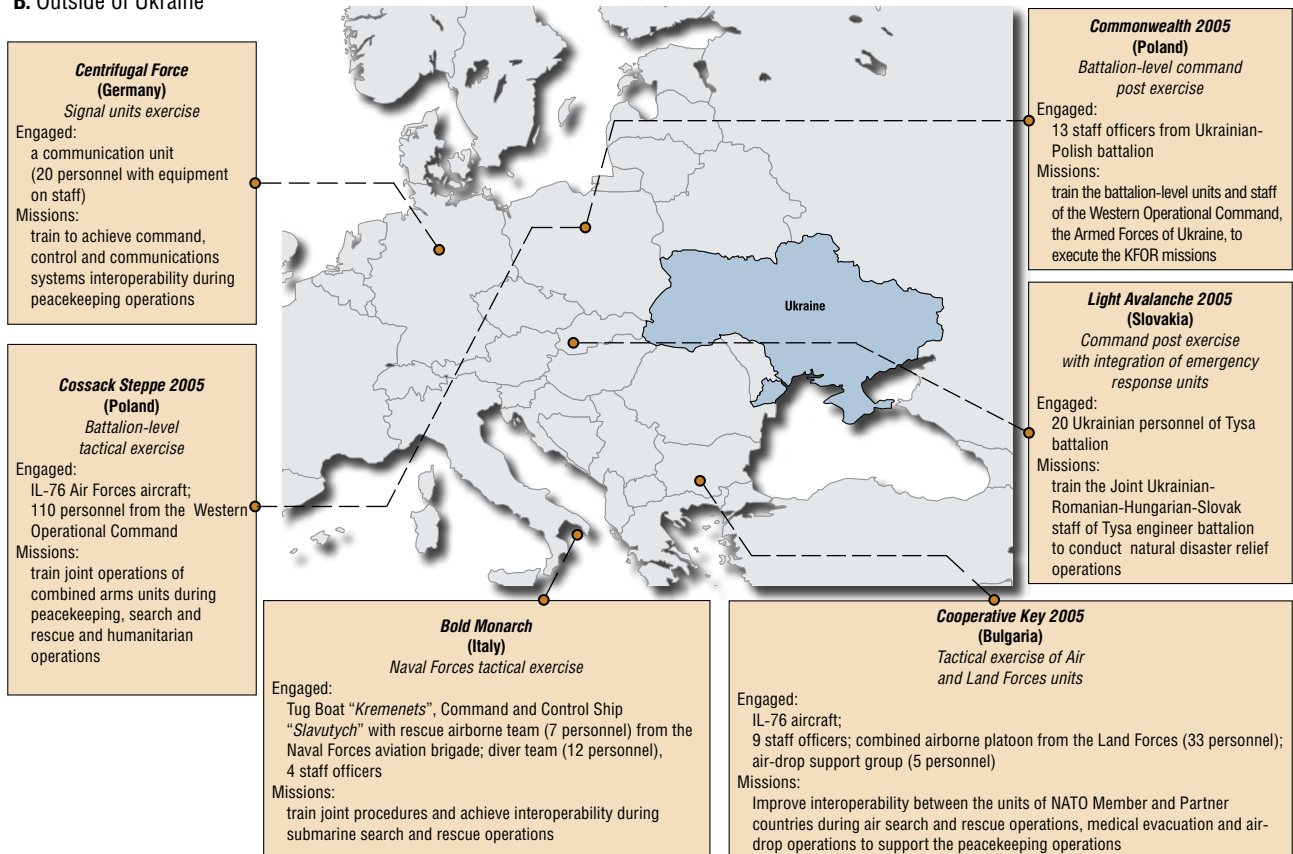 B. Outside of Ukraine
Centrifugal Force
(Germany)
Signal units exercise
Engaged:
a communication unit
(20 personnel with equipment
on staff)
Missions:
train to achieve command,
control and communications
systems interoperability during
peacekeeping operations
Cossack Steppe 2005
(Poland)
Battalion-level
tactical exercise
Engaged:
IL-76 Air Forces aircraft;
110 personnel from the Western
Operational Command
Missions:
train joint operations of
combined arms units during
peacekeeping, search and
rescue and humanitarian
operations
Ukraine
Commonwealth 2005
(Poland)
Battalion-level command
post exercise
Engaged:
13 staff officers from Ukrainian-
Polish battalion
Missions:
train the battalion-level units and staff
of the Western Operational Command,
the Armed Forces of Ukraine, to
execute the KFOR missions
Light Avalanche 2005
(Slovakia)
Command post exercise
with integration of emergency
response units
Engaged:
20 Ukrainian personnel of Tysa
battalion
Missions:
train the Joint Ukrainian-
Romanian-Hungarian-Slovak
staff of Tysa engineer battalion
to conduct natural disaster relief
operations
Bold Monarch
(Italy)
Naval Forces tactical exercise
Engaged:
Tug Boat “Kremenets”, Command and Control Ship
“Slavutych” with rescue airborne team (7 personnel) from the
Naval Forces aviation brigade; diver team (12 personnel),
4 staff officers
Missions:
train joint procedures and achieve interoperability during
submarine search and rescue operations
Cooperative Key 2005
(Bulgaria)
Tactical exercise of Air
and Land Forces units
Engaged:
IL-76 aircraft;
9 staff officers; combined airborne platoon from the Land Forces (33 personnel);
air-drop support group (5 personnel)
Missions:
Improve interoperability between the units of NATO Member and Partner
countries during air search and rescue operations, medical evacuation and air-
drop operations to support the peacekeeping operations